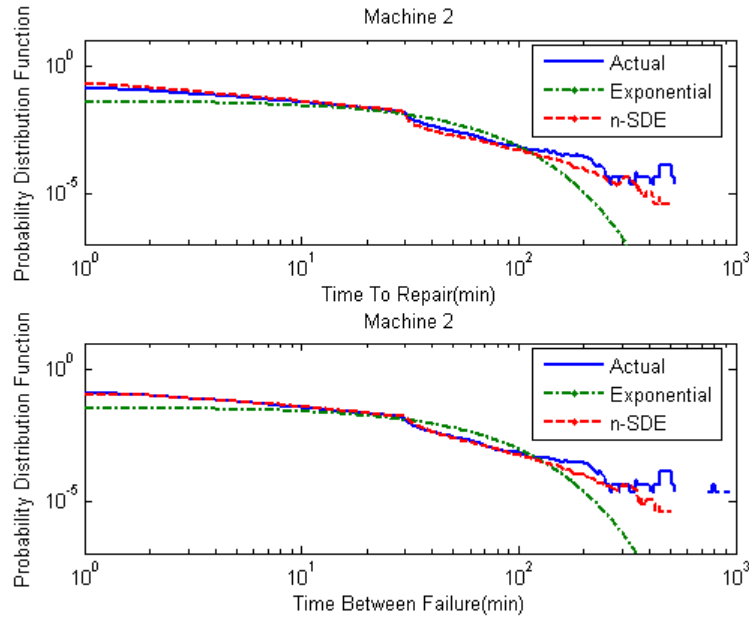 Machine 2
Probability Distribution Function
10^0
10^-5
Actual
Exponential
n-SDE
10^0
10^1
10^2
10^3
Time To Repair(min)
Machine 2
Probability Distribution Function
10^0
10^-5
Actual
Exponential
n-SDE
10^0
10^1
10^2
10^3
Time Between Failure(min)